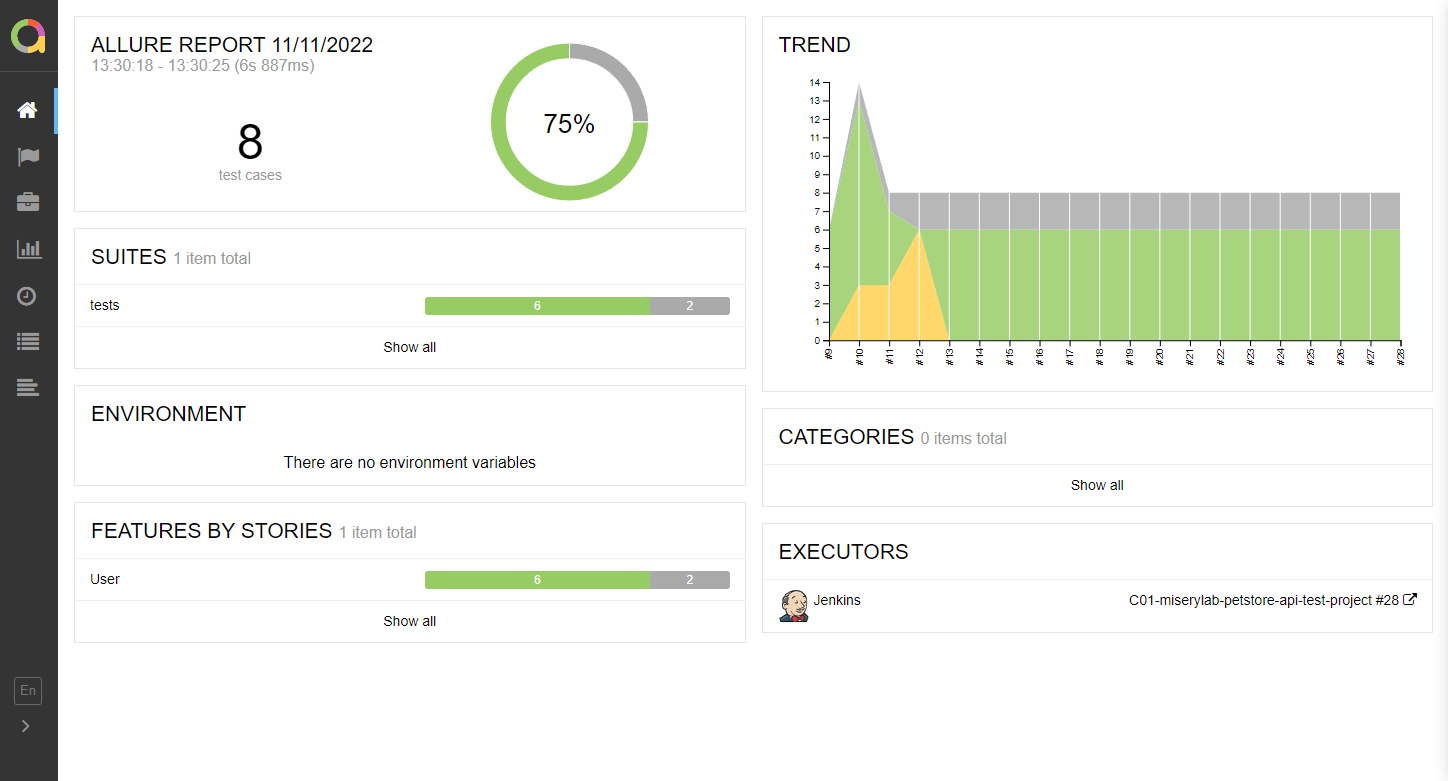 ALLURE REPORT 11/11/2022
13:30:18 - 13:30:25 (6s 887ms)
8
test cases
75%
SUITES 1 item total
tests 6 2
Show all
ENVIRONMENT
There are no environment variables
FEATURES BY STORIES 1 item total
User 6 2
Show all
En
TREND
14
13
12
11
10
9
8
7
6
5
4
3
2
1
0
#9 #10 #11 #12 #13 #14 #15 #16 #17 #18 #19 #20 #21 #22 #23 #24 #25 #26 #27 #28
CATEGORIES 0 items total
Show all
EXECUTORS
Jenkins C01-miserylab-petstore-api-test-project #28